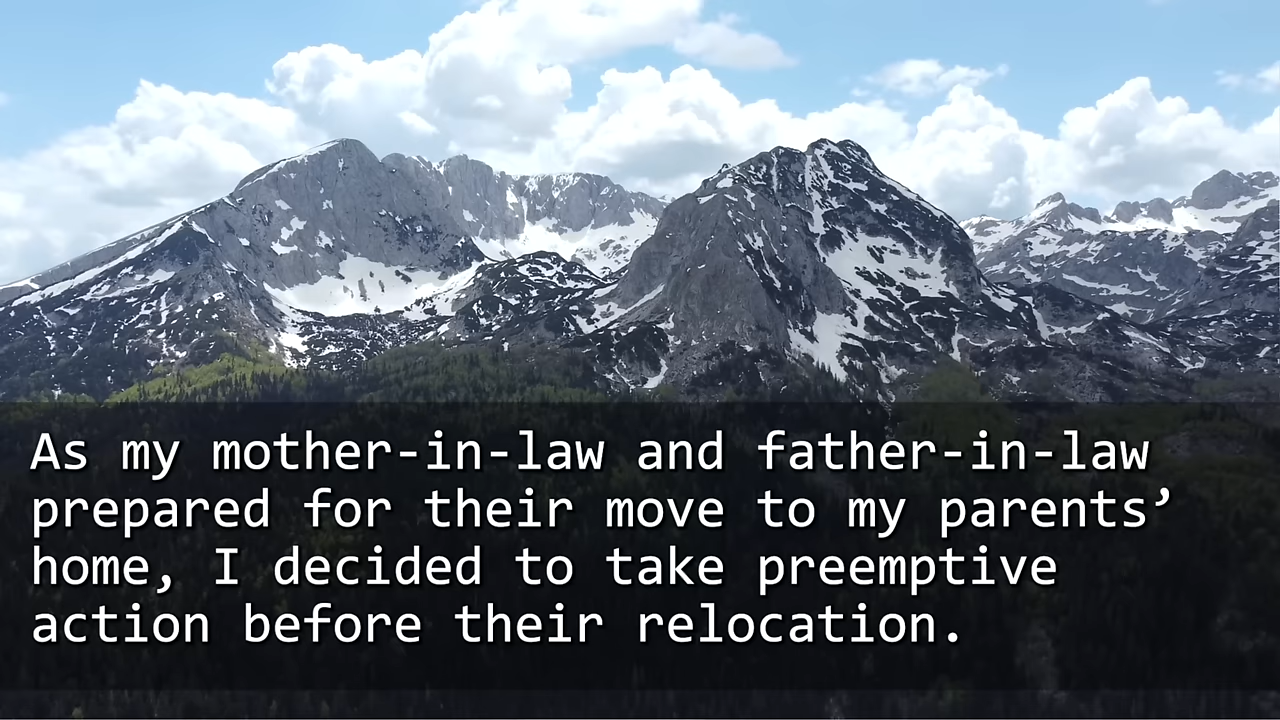 As my mother-in-law and father-in-law
prepared for their move to my parents’
home, I decided to take preemptive
action before their relocation.